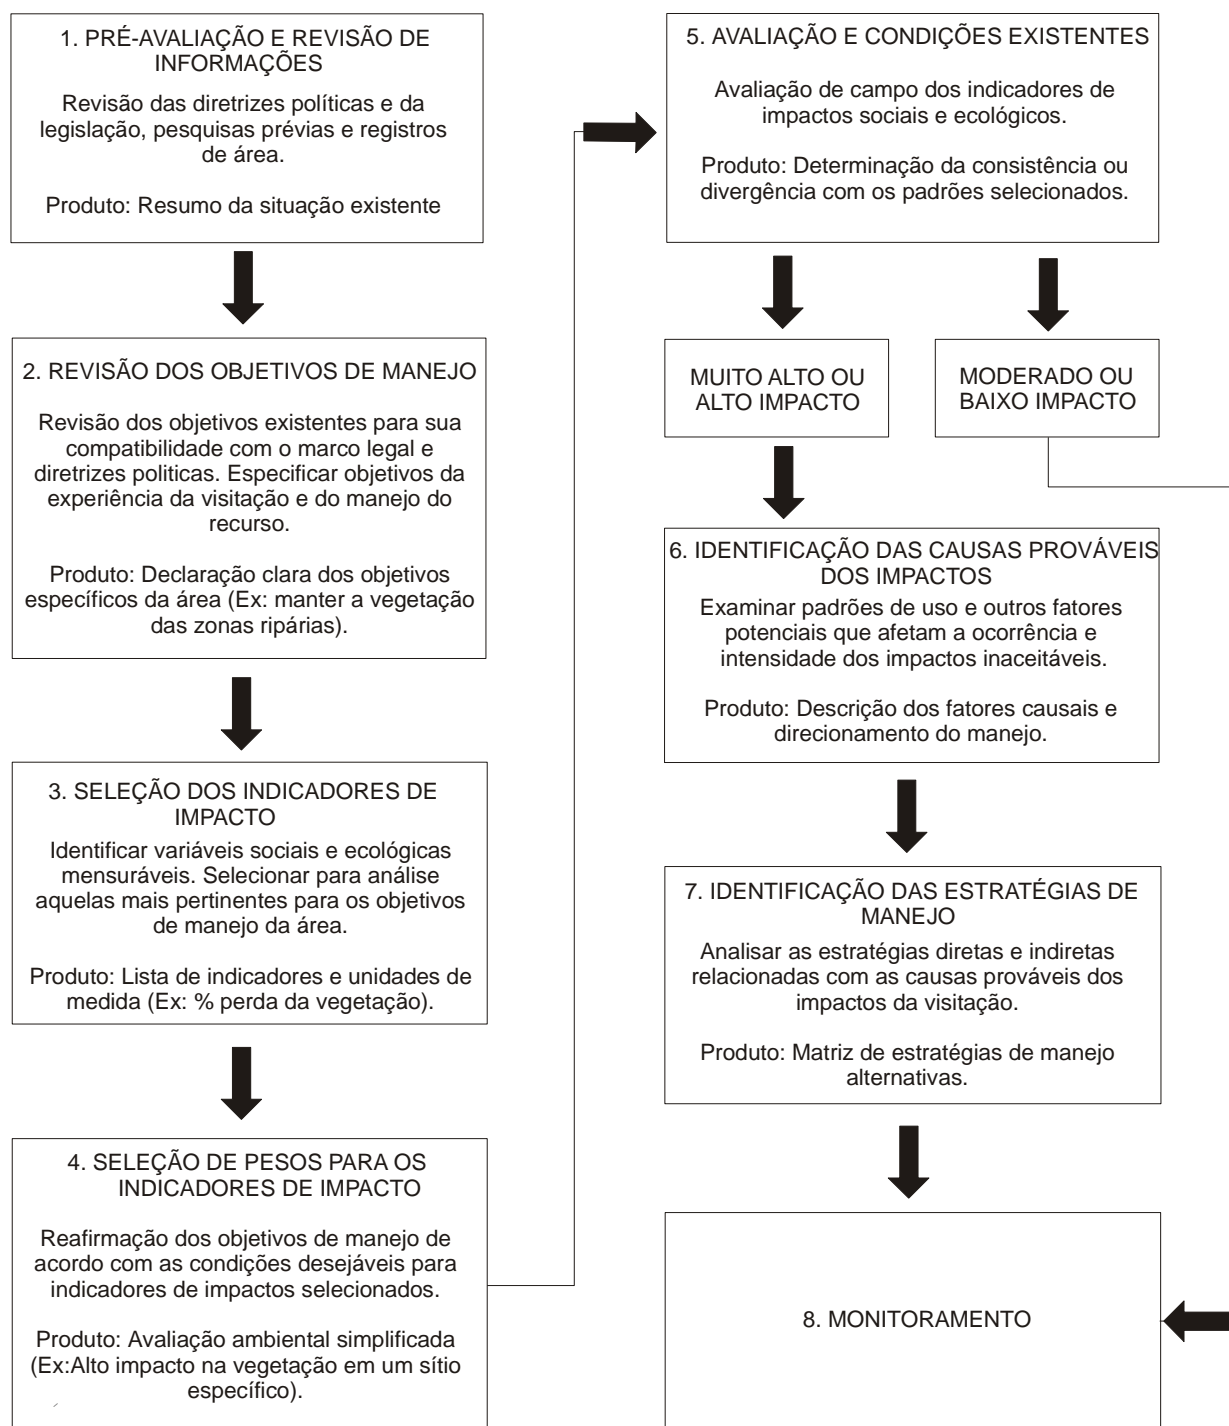 1. PRÉ-AVALIAÇÃO E REVISÃO DE
INFORMAÇÕES
Revisão das diretrizes políticas e da
legislação, pesquisas prévias e registros
de área.
Produto: Resumo da situação existente
2. REVISÃO DOS OBJETIVOS DE MANEJO
Revisão dos objetivos existentes para sua
compatibilidade com o marco legal e
diretrizes politicas. Especificar objetivos da
experiência da visitação e do manejo do
recurso.
Produto: Declaração clara dos objetivos
específicos da área (Ex: manter a vegetação
das zonas ripárias).
3. SELEÇÃO DOS INDICADORES DE
IMPACTO
Identificar variáveis sociais e ecológicas
mensuráveis. Selecionar para análise
aquelas mais pertinentes para os objetivos
de manejo da área.
Produto: Lista de indicadores e unidades de
medida (Ex: % perda da vegetação).
4. SELEÇÃO DE PESOS PARA OS
INDICADORES DE IMPACTO
Reafirmação dos objetivos de manejo de
acordo com as condições desejáveis para
indicadores de impactos selecionados.
Produto: Avaliação ambiental simplificada
(Ex:Alto impacto na vegetação em um sítio
específico).
5. AVALIAÇÃO E CONDIÇÕES EXISTENTES
Avaliação de campo dos indicadores de
impactos sociais e ecológicos.
Produto: Determinação da consistência ou
divergência com os padrões selecionados.
MUITO ALTO OU
ALTO IMPACTO
MODERADO OU
BAIXO IMPACTO
6. IDENTIFICAÇÃO DAS CAUSAS PROVÁVEIS
DOS IMPACTOS
Examinar padrões de uso e outros fatores
potenciais que afetam a ocorrência e
intensidade dos impactos inaceitáveis.
Produto: Descrição dos fatores causais e
direcionamento do manejo.
7. IDENTIFICAÇÃO DAS ESTRATÉGIAS DE
MANEJO
Analisar as estratégias diretas e indiretas
relacionadas com as causas prováveis dos
impactos da visitação.
Produto: Matriz de estratégias de manejo
alternativas.
8. MONITORAMENTO